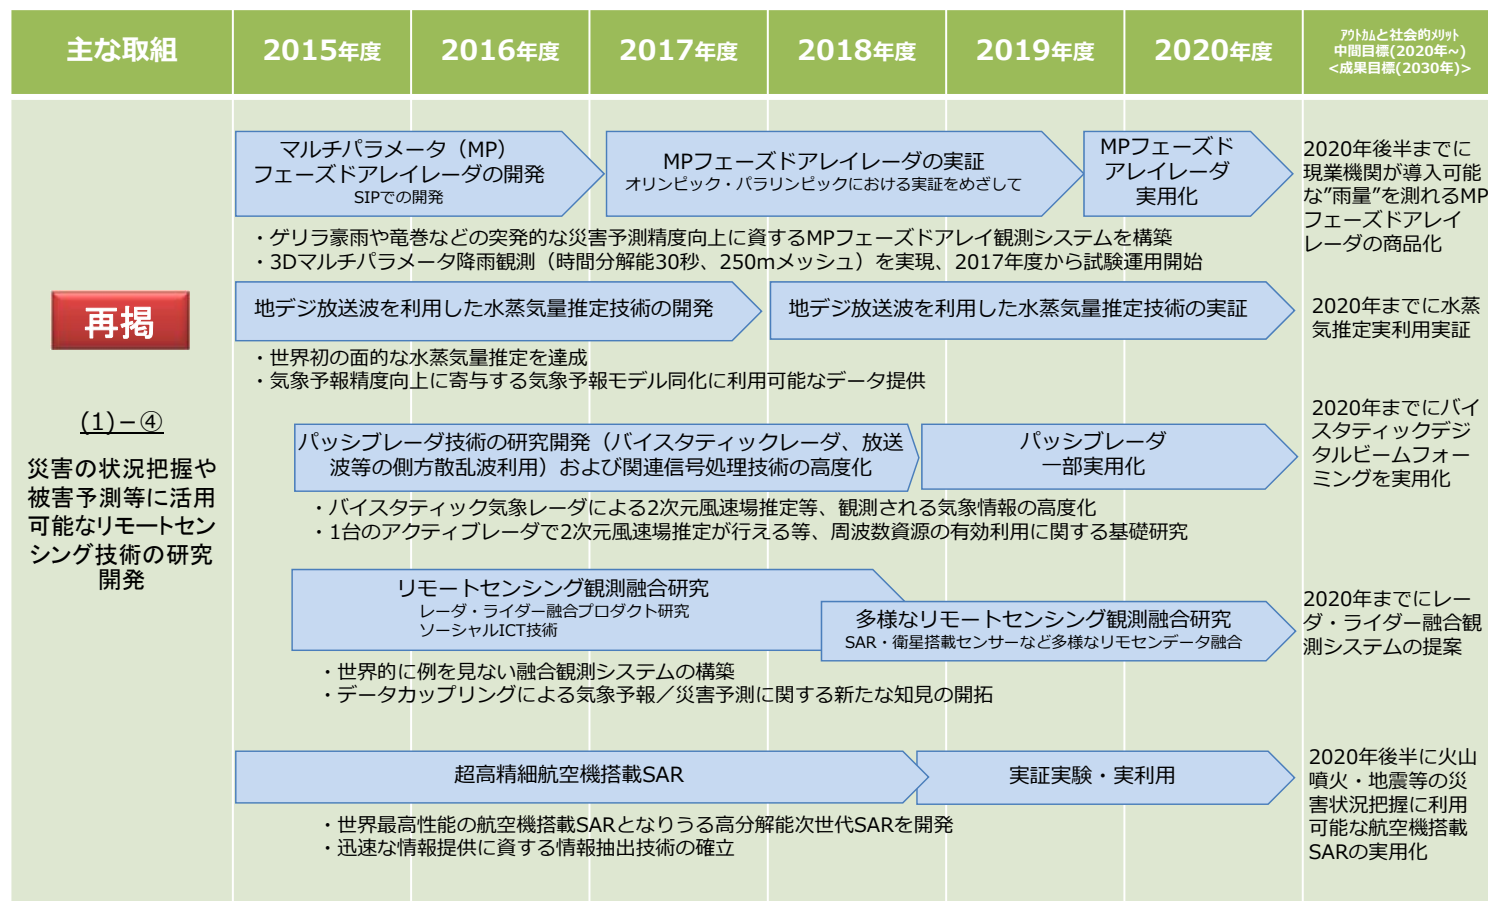 主な取組
2015年度
2016年度
2017年度
2018年度
2019年度
2020年度
ｱｳﾄｶﾑと社会的ﾒﾘｯﾄ
中間目標(2020年~)
<成果目標(2030年)>
再掲
(1)－④
災害の状況把握や
被害予測等に活用
可能なリモートセン
シング技術の研究
開発
マルチパラメータ（MP）
フェーズドアレイレーダの開発
SIPでの開発
MPフェーズドアレイレーダの実証
オリンピック・パラリンピックにおける実証をめざして
MPフェーズド
アレイレーダ
実用化
2020年後半までに
現業機関が導入可能
な”雨量”を測れるMP
フェーズドアレイ
レーダの商品化
・ゲリラ豪雨や竜巻などの突発的な災害予測精度向上に資するMPフェーズドアレイ観測システムを構築
・3Dマルチパラメータ降雨観測（時間分解能30秒、250mメッシュ）を実現、2017年度から試験運用開始
地デジ放送波を利用した水蒸気量推定技術の開発
地デジ放送波を利用した水蒸気量推定技術の実証
2020年までに水蒸
気推定実利用実証
・世界初の面的な水蒸気量推定を達成
・気象予報精度向上に寄与する気象予報モデル同化に利用可能なデータ提供
パッシブレーダ技術の研究開発（バイスタティックレーダ、放送
波等の側方散乱波利用）および関連信号処理技術の高度化
パッシブレーダ
一部実用化
2020年までにバイ
スタティックデジ
タルビームフォー
ミングを実用化
・バイスタティック気象レーダによる2次元風速場推定等、観測される気象情報の高度化
・1台のアクティブレーダで2次元風速場推定が行える等、周波数資源の有効利用に関する基礎研究
リモートセンシング観測融合研究
レーダ・ライダー融合プロダクト研究
ソーシャルICT技術
多様なリモートセンシング観測融合研究
SAR・衛星搭載センサーなど多様なリモセンデータ融合
2020年までにレー
ダ・ライダー融合観
測システムの提案
・世界的に例を見ない融合観測システムの構築
・データカップリングによる気象予報／災害予測に関する新たな知見の開拓
超高精細航空機搭載SAR
実証実験・実利用
2020年後半に火山
噴火・地震等の災
害状況把握に利用
可能な航空機搭載
SARの実用化
・世界最高性能の航空機搭載SARとなりうる高分解能次世代SARを開発
・迅速な情報提供に資する情報抽出技術の確立